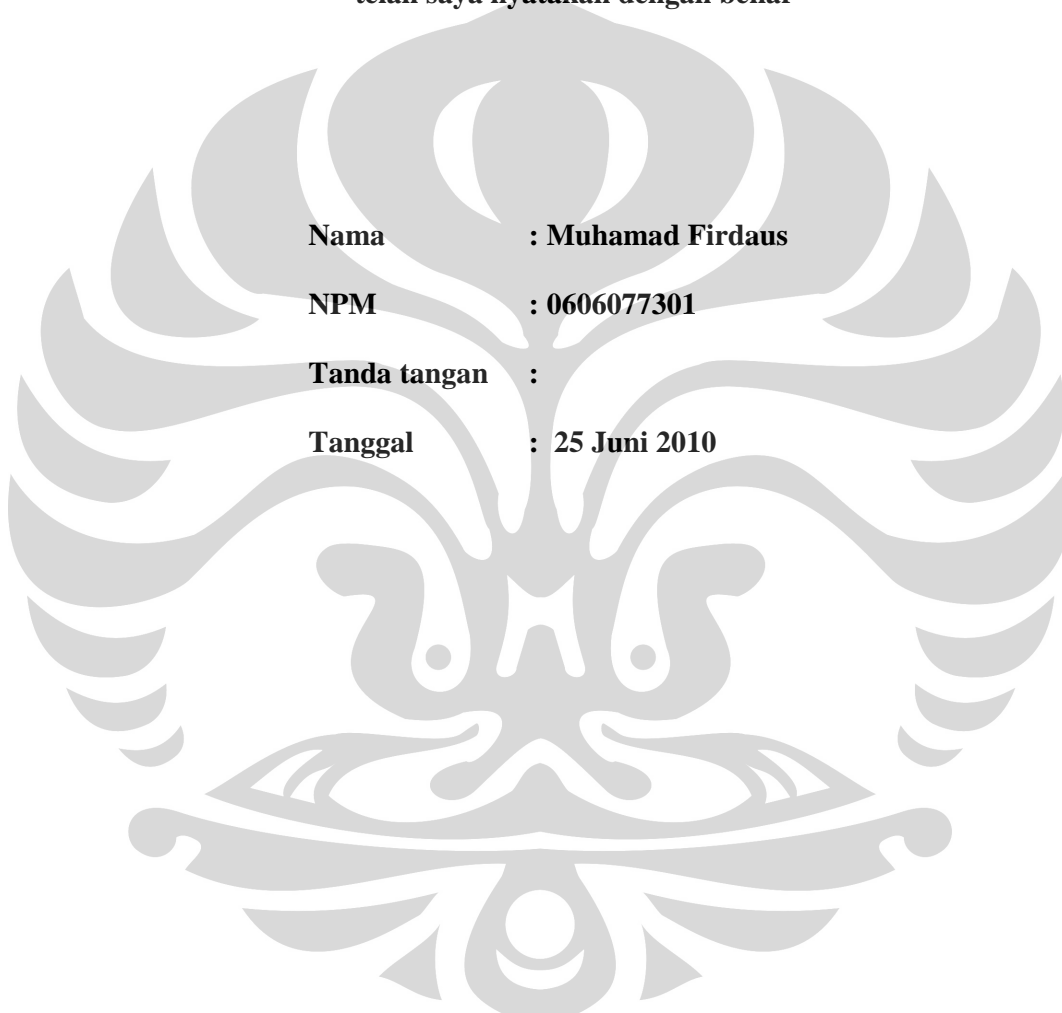 telah saya nyatakan dengan benar
Nama : Muhamad Firdaus
NPM : 0606077301
Tanda tangan :
Tanggal : 25 Juni 2010